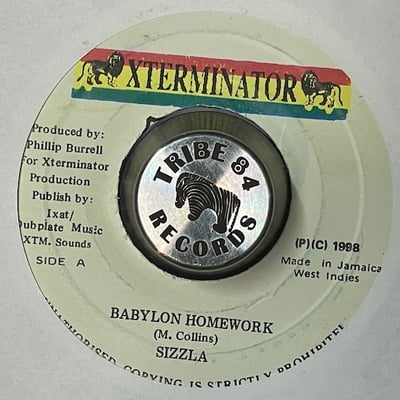 XTERMINATOR
Produced by:
Phillip Burrell
For Xterminator
Production
Publish by:
Ixat/
Dubplate Music
XTM. Sounds
SIDE A
TRIBE 84
RECORDS
(P)(C) 1998
Made in Jamaica
West Indies
BABYLON HOMEWORK
(M. Collins)
SIZZLA
UNAUTHORISED COPYING IS STRICTLY PROHIBITED